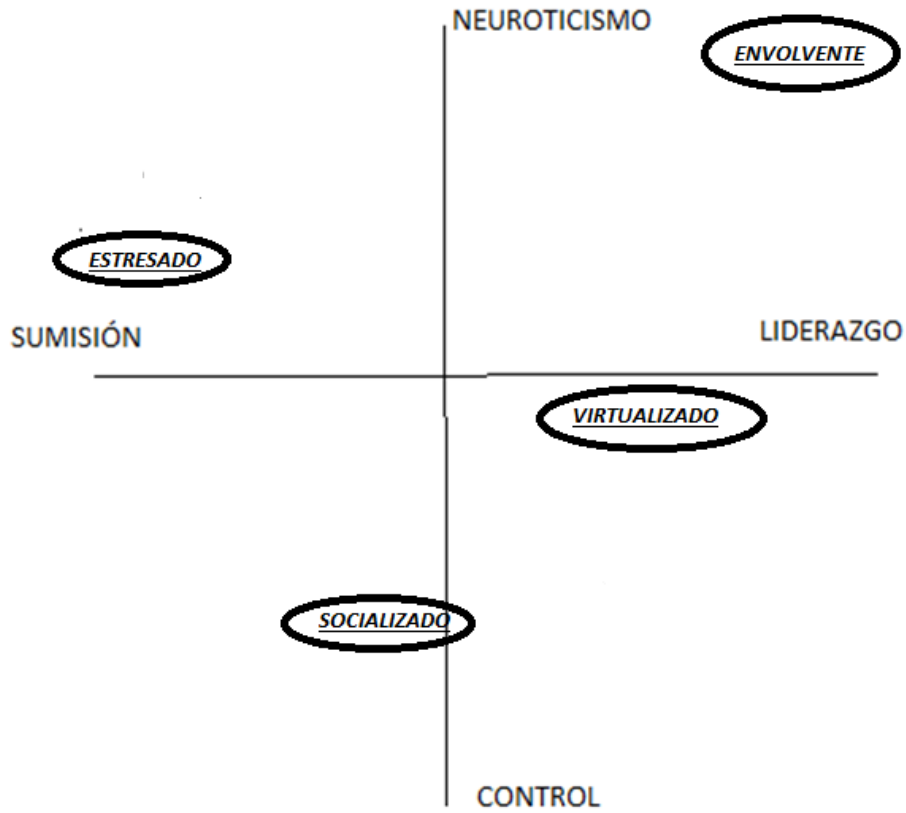 NEUROTICISMO
ENVOLVENTE
ESTRESADO
SUMISIÓN
LIDERAZGO
VIRTUALIZADO
SOCIALIZADO
CONTROL